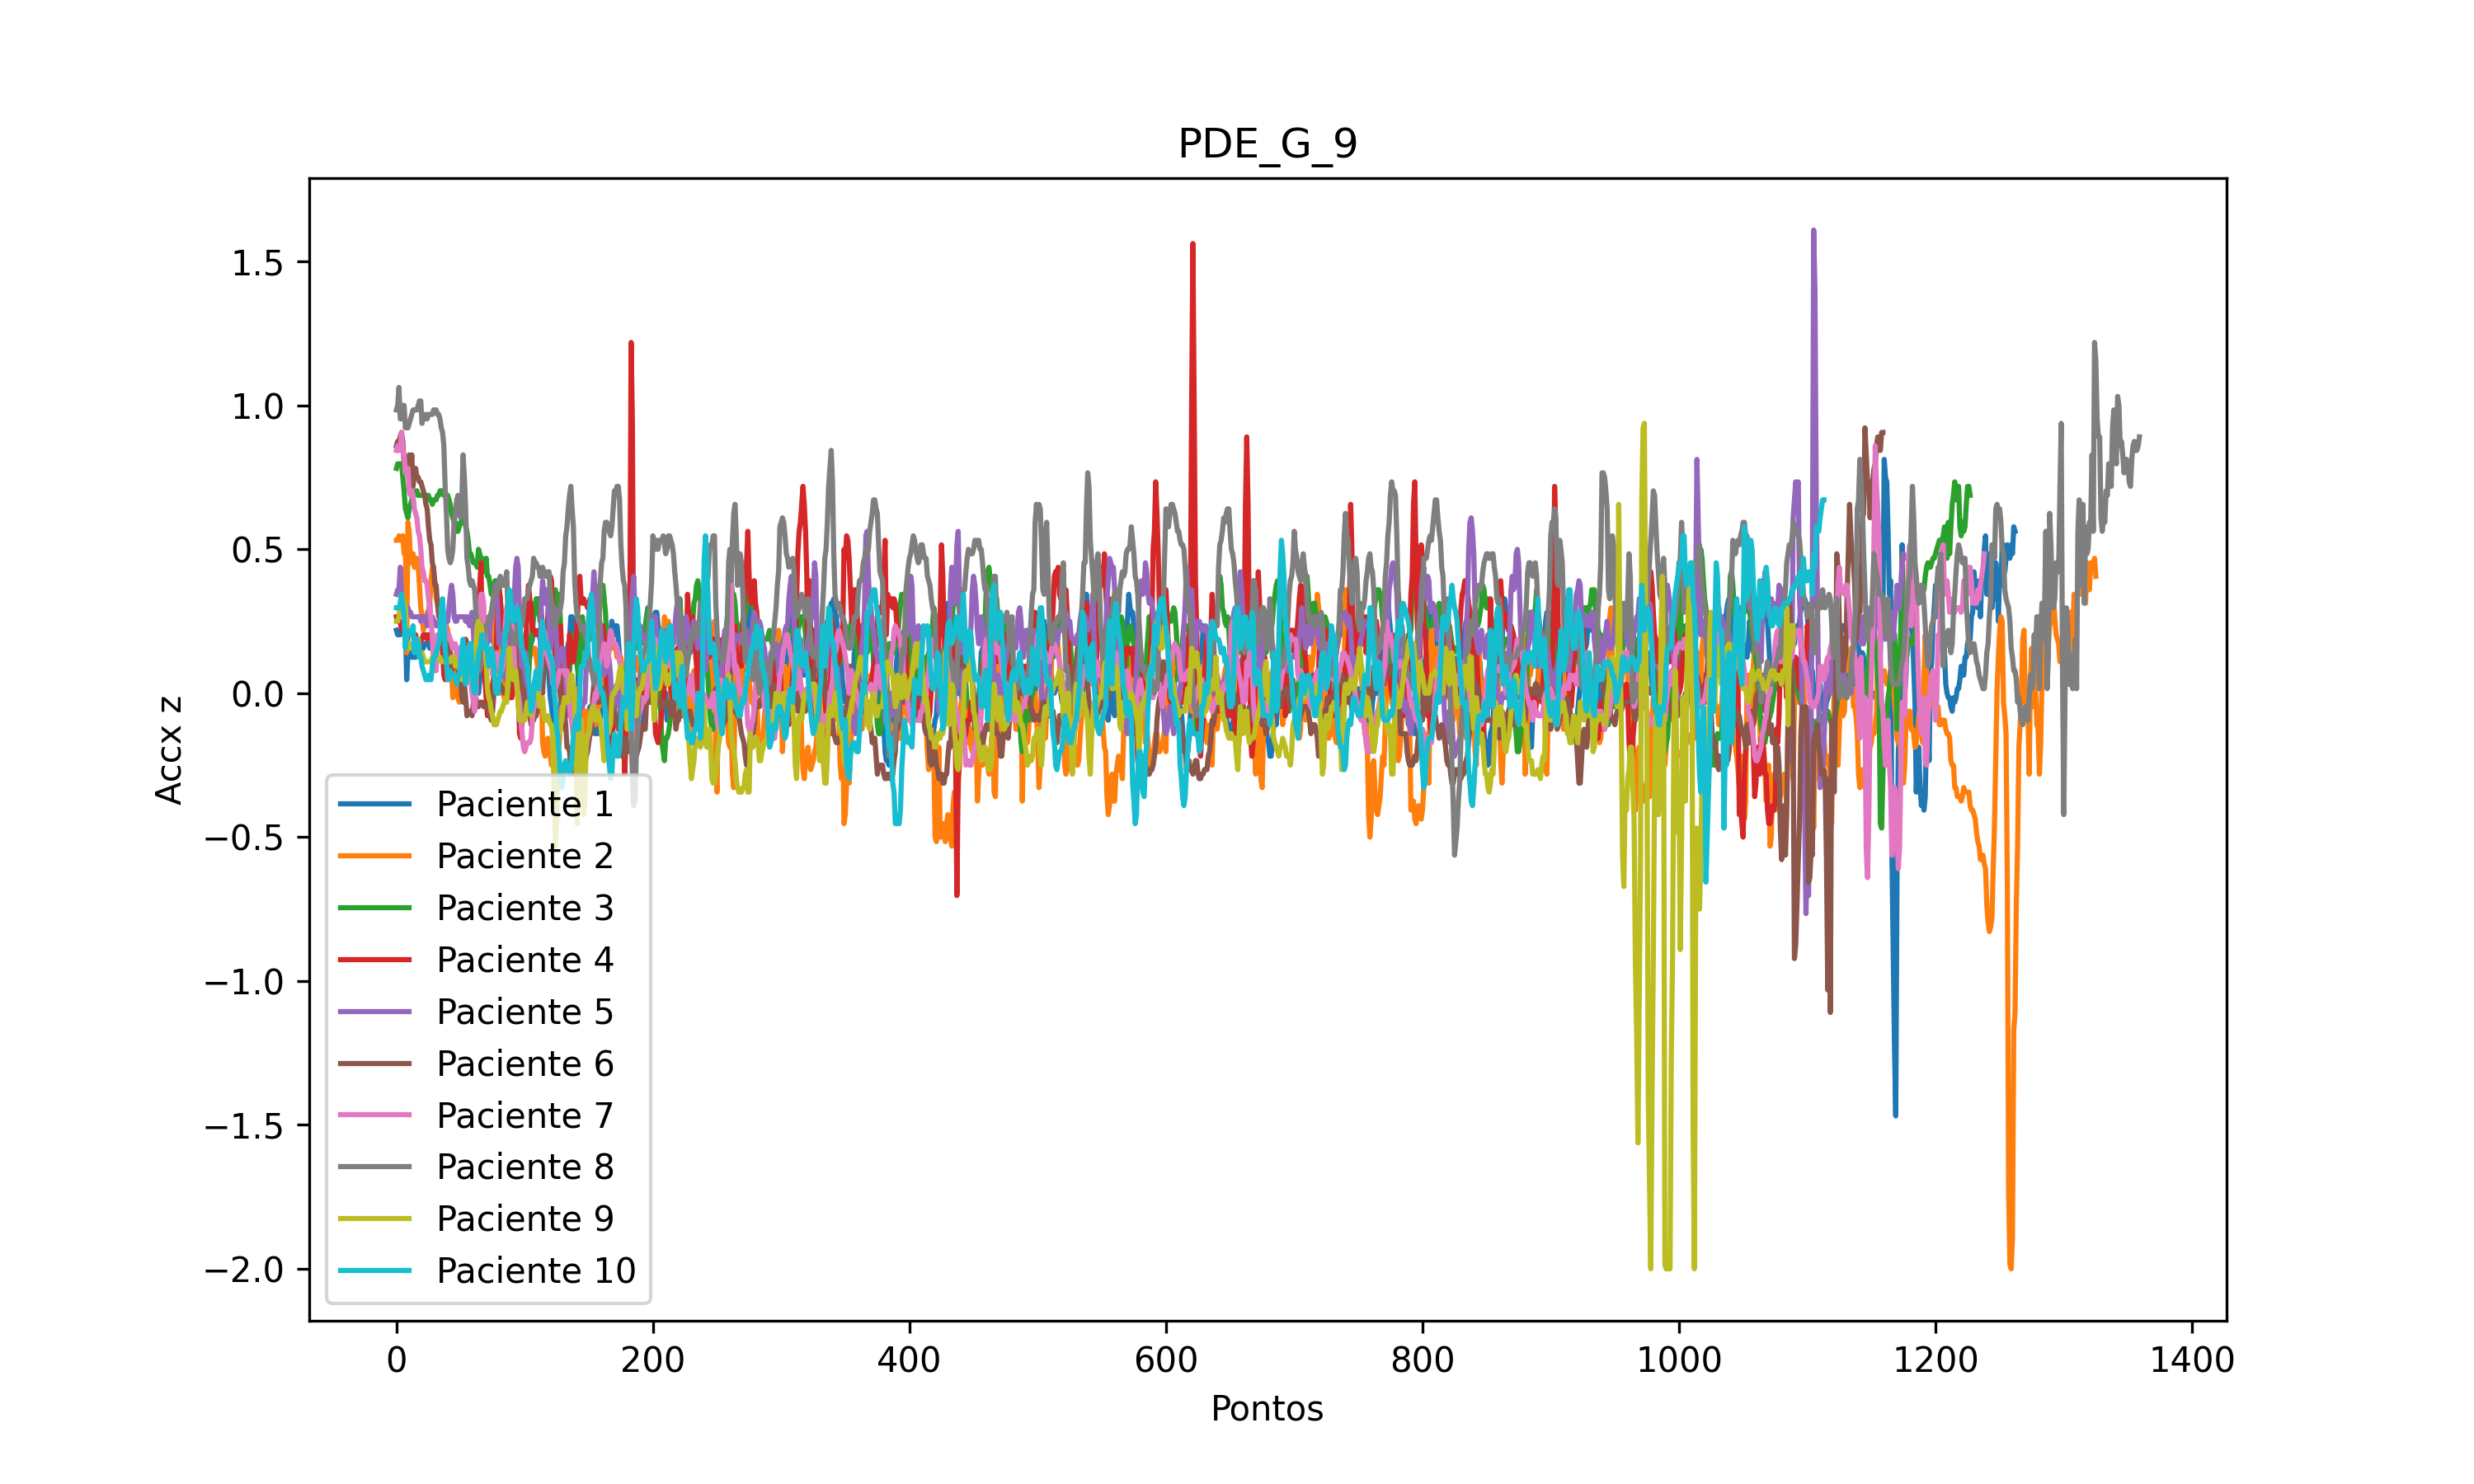 PDE_G_9
Accx z
1.5
1.0
0.5
0.0
−0.5
−1.0
−1.5
−2.0
Paciente 1
Paciente 2
Paciente 3
Paciente 4
Paciente 5
Paciente 6
Paciente 7
Paciente 8
Paciente 9
Paciente 10
0 200 400 600 800 1000 1200 1400
Pontos